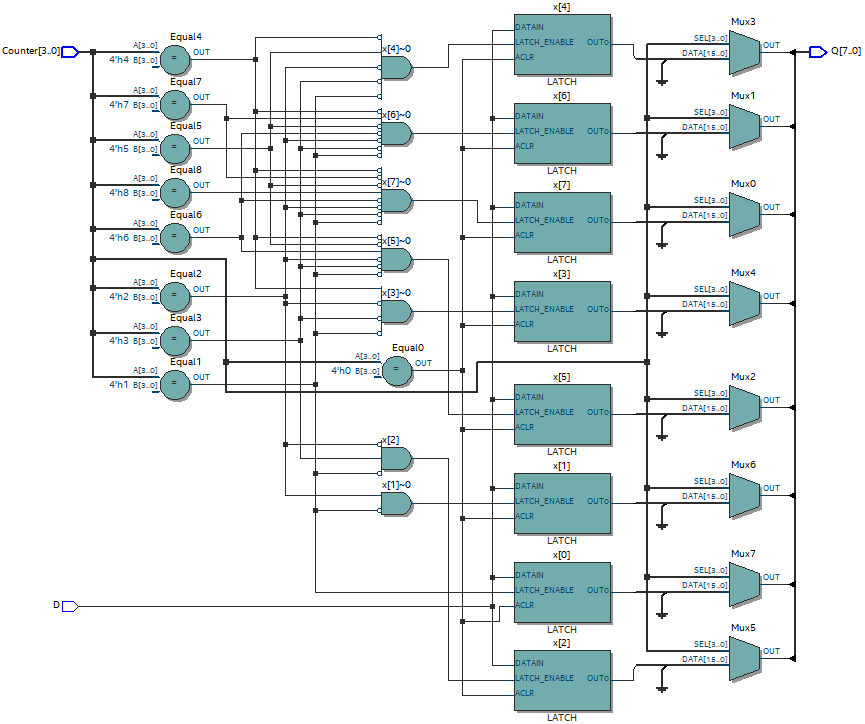 Counter[3..0]
D
Equal4
A[3..0]
4'h4 B[3..0]
= OUT
Equal7
A[3..0]
4'h7 B[3..0]
= OUT
Equal5
A[3..0]
4'h5 B[3..0]
= OUT
Equal8
A[3..0]
4'h8 B[3..0]
= OUT
Equal6
A[3..0]
4'h6 B[3..0]
= OUT
Equal2
A[3..0]
4'h2 B[3..0]
= OUT
Equal3
A[3..0]
4'h3 B[3..0]
= OUT
Equal1
A[3..0]
4'h1 B[3..0]
= OUT
x[4]~0
x[6]~0
x[7]~0
x[5]~0
x[3]~0
Equal0
A[3..0]
4'h0 B[3..0]
= OUT
x[2]
x[1]~0
x[4]
DATAIN
LATCH_ENABLE OUT0
ACLR
LATCH
x[6]
DATAIN
LATCH_ENABLE OUT0
ACLR
LATCH
x[7]
DATAIN
LATCH_ENABLE OUT0
ACLR
LATCH
x[3]
DATAIN
LATCH_ENABLE OUT0
ACLR
LATCH
x[5]
DATAIN
LATCH_ENABLE OUT0
ACLR
LATCH
x[1]
DATAIN
LATCH_ENABLE OUT0
ACLR
LATCH
x[0]
DATAIN
LATCH_ENABLE OUT0
ACLR
LATCH
x[2]
DATAIN
LATCH_ENABLE OUT0
ACLR
LATCH
Mux3
SEL[3..0]
DATA[15..0]
OUT
Mux1
SEL[3..0]
DATA[15..0]
OUT
Mux0
SEL[3..0]
DATA[15..0]
OUT
Mux4
SEL[3..0]
DATA[15..0]
OUT
Mux2
SEL[3..0]
DATA[15..0]
OUT
Mux6
SEL[3..0]
DATA[15..0]
OUT
Mux7
SEL[3..0]
DATA[15..0]
OUT
Mux5
SEL[3..0]
DATA[15..0]
OUT
Q[7..0]